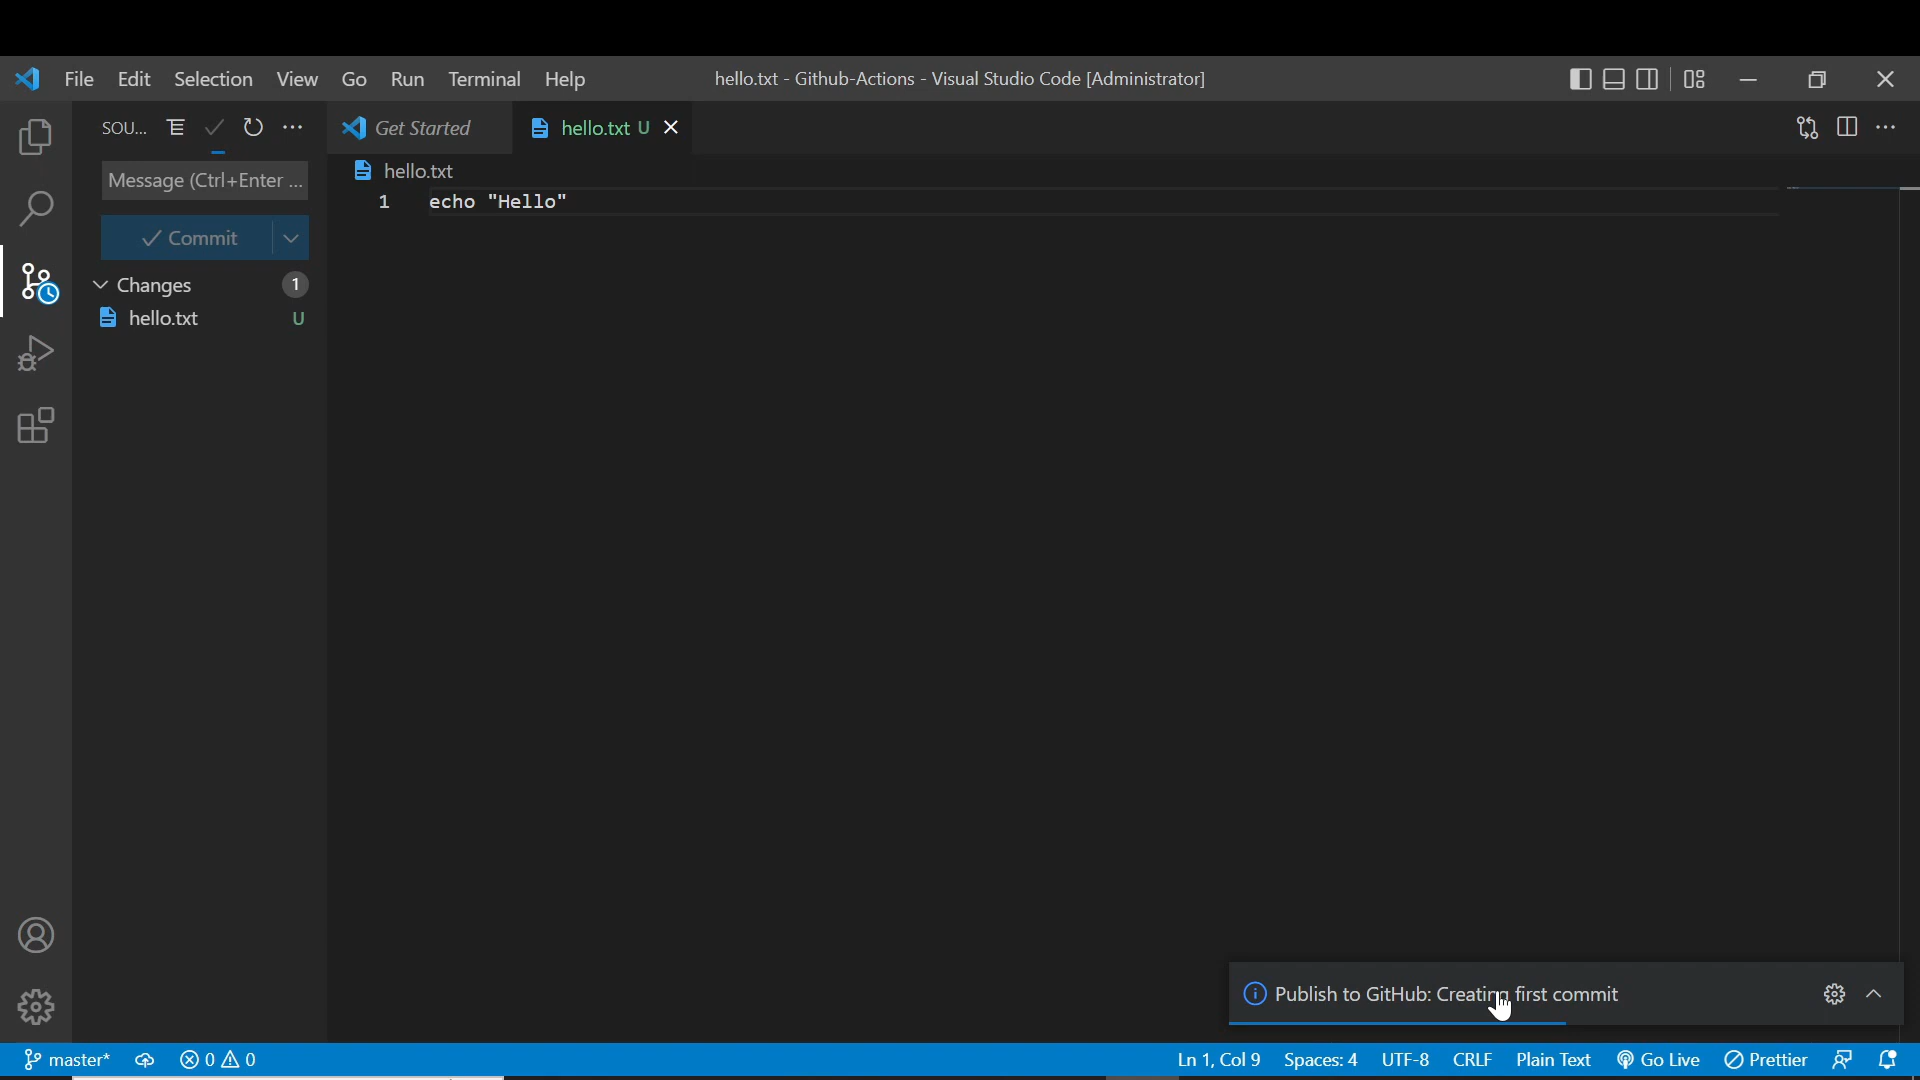 File Edit Selection View Go Run Terminal Help hello.txt - Github-Actions - Visual Studio Code [Administrator]
SOU... Get Started hello.txt U
Message (Ctrl+Enter ... hello.txt
1 echo "Hello"
Commit
Changes 1
hello.txt U
Publish to GitHub: Creating first commit
master* 0 0 Ln 1, Col 9 Spaces: 4 UTF-8 CRLF Plain Text Go Live Prettier